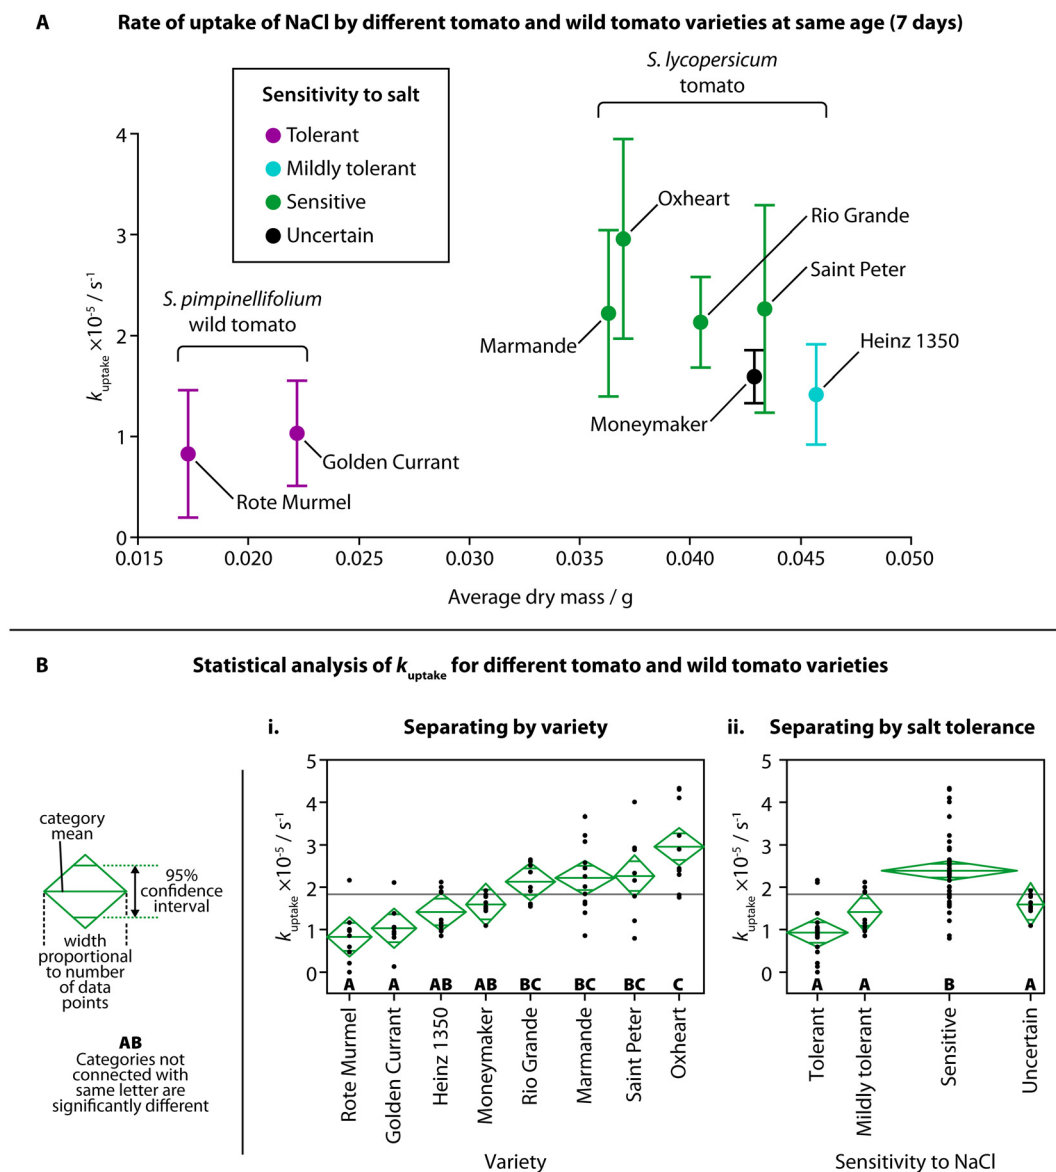 A
Rate of uptake of NaCl by different tomato and wild tomato varieties at same age (7 days)
Sensitivity to salt
Tolerant
Mildly tolerant
Sensitive
Uncertain
S. lycopersicum
tomato
S. pimpinellifolium
wild tomato
Oxheart
Rio Grande
Saint Peter
Heinz 1350
Marmande
Moneymaker
Golden Currant
Rote Murmel
k_uptake ×10⁻⁵ / s⁻¹
4
3
2
1
0
0.015 0.020 0.025 0.030 0.035 0.040 0.045 0.050
Average dry mass / g
B
Statistical analysis of k_uptake for different tomato and wild tomato varieties
category
mean
95%
confidence
interval
width
proportional
to number
of data
points
AB
Categories not
connected with
same letter are
significantly different
i. Separating by variety
k_uptake ×10⁻⁵ / s⁻¹
5
4
3
2
1
0
A A AB AB BC BC BC C
Rote Murmel
Golden Currant
Heinz 1350
Moneymaker
Rio Grande
Marmande
Saint Peter
Oxheart
Variety
ii. Separating by salt tolerance
k_uptake ×10⁻⁵ / s⁻¹
5
4
3
2
1
0
A A B A
Tolerant
Mildly tolerant
Sensitive
Uncertain
Sensitivity to NaCl